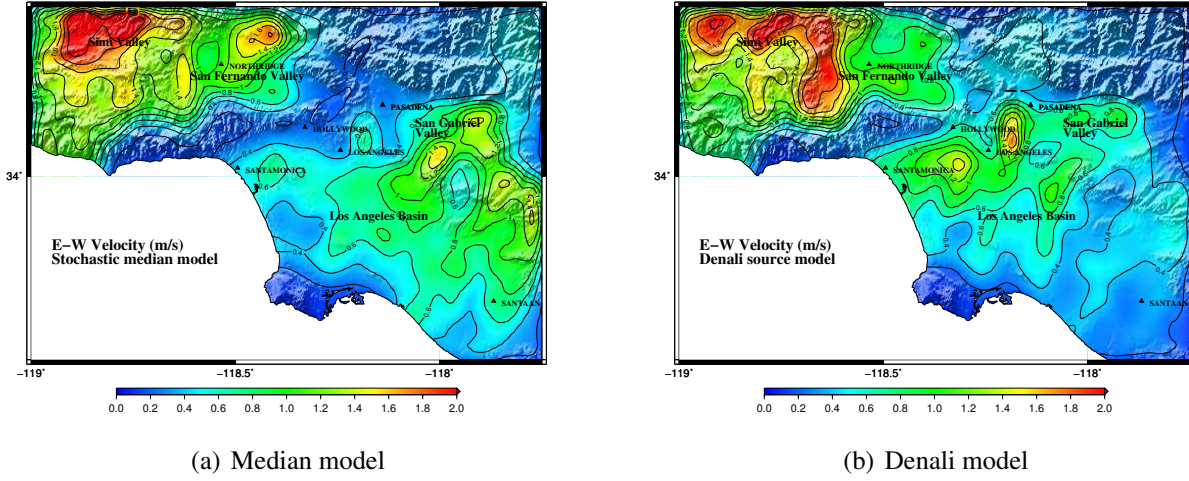 Simi Valley
NORTHRIDGE
San Fernando Valley
PASADENA
HOLLYWOOD
San Gabriel
Valley
LOS ANGELES
SANTAMONICA
34°
Los Angeles Basin
E−W Velocity (m/s)
Stochastic median model
SANTAAN
−119˚
−118.5˚
−118˚
0.0 0.2 0.4 0.6 0.8 1.0 1.2 1.4 1.6 1.8 2.0
(a) Median model
Simi Valley
NORTHRIDGE
San Fernando Valley
PASADENA
HOLLYWOOD
San Gabriel
Valley
LOS ANGELES
SANTAMONICA
34°
Los Angeles Basin
E−W Velocity (m/s)
Denali source model
SANTAAN
−119˚
−118.5˚
−118˚
0.0 0.2 0.4 0.6 0.8 1.0 1.2 1.4 1.6 1.8 2.0
(b) Denali model